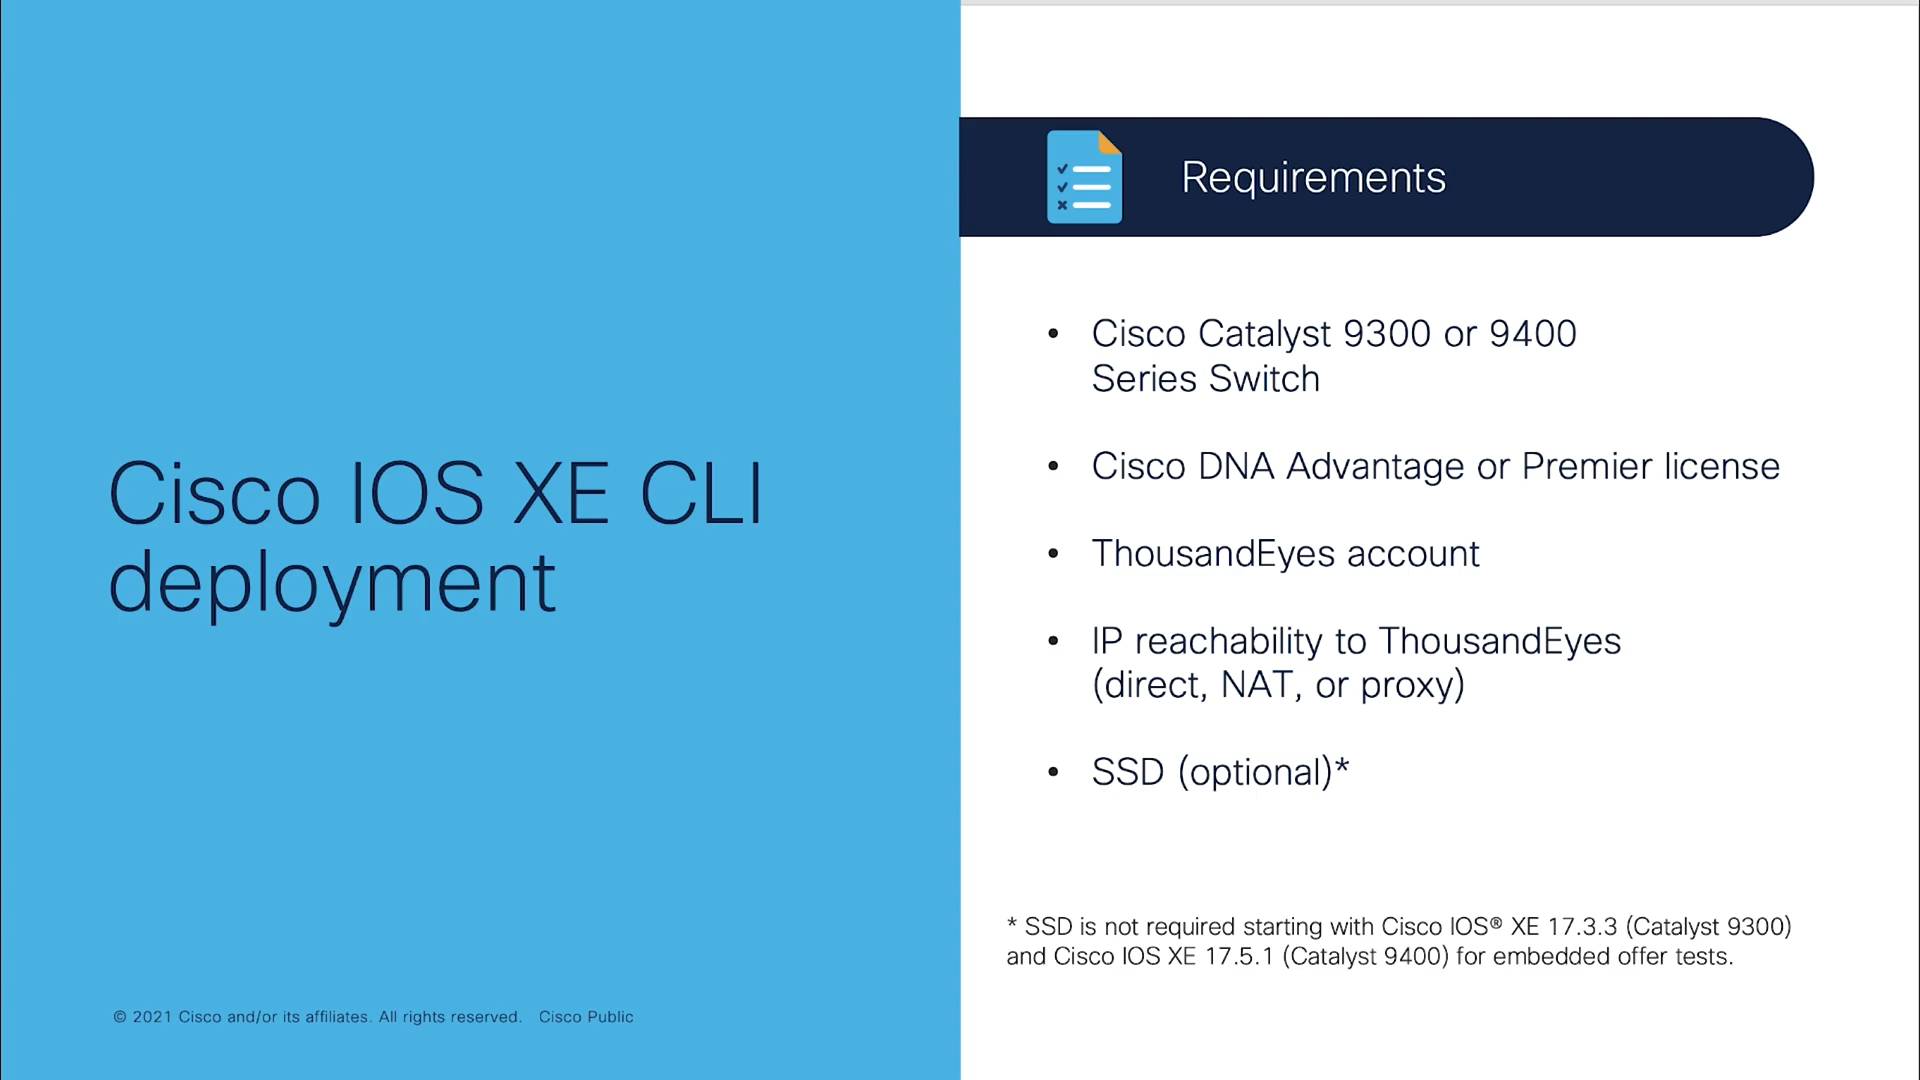 Cisco IOS XE CLI
deployment
© 2021 Cisco and/or its affiliates. All rights reserved. Cisco Public
Requirements
• Cisco Catalyst 9300 or 9400
Series Switch
• Cisco DNA Advantage or Premier license
• ThousandEyes account
• IP reachability to ThousandEyes
(direct, NAT, or proxy)
• SSD (optional)*
* SSD is not required starting with Cisco IOS® XE 17.3.3 (Catalyst 9300)
and Cisco IOS XE 17.5.1 (Catalyst 9400) for embedded offer tests.